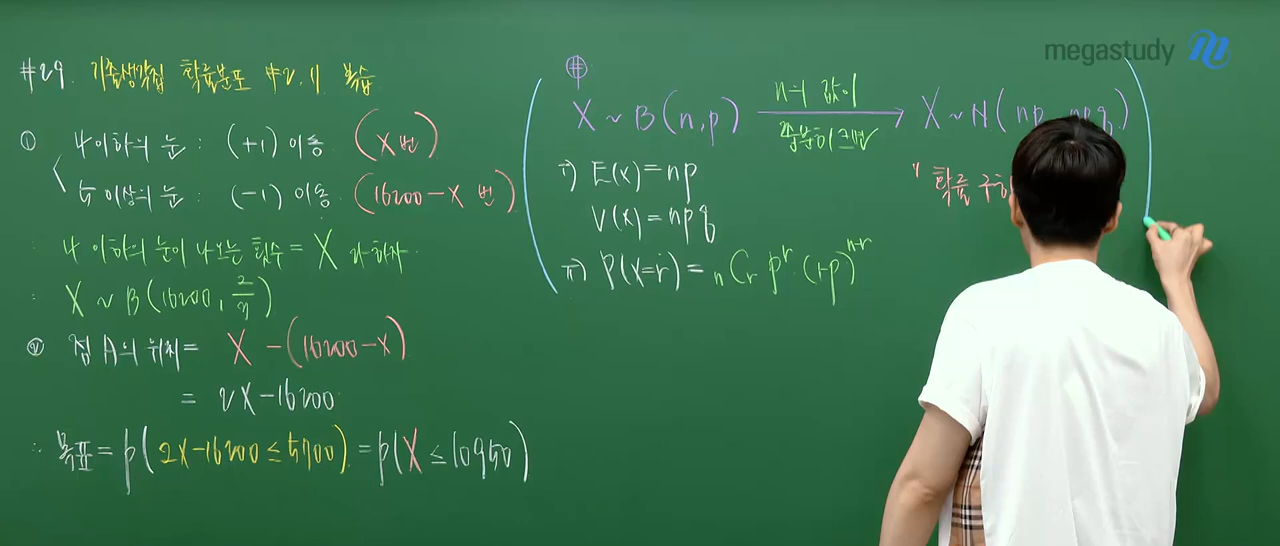 megastudy
#29. 기출생각집 확률분포 #2, 11 복습
① 4이하의 눈 : (+1) 이동 (X번)
5 이상의 눈 : (-1) 이동 (16200-X 번)
4 이하의 눈이 나오는 횟수 = X 라 하자
∴ X ~ B(16200, 2/3)
② 점 A의 위치 = X - (16200-X)
= 2X-16200
∴ 목표 = P(2X-16200≤5700) = P(X≤10950)
#
X ~ B(n,p) n의 값이 충분히 크면 → X ~ N(np, npq)
i) E(X)=np
V(X)=npq
ii) P(X=r) = nCr p^r (1-p)^n-r
확률 구하